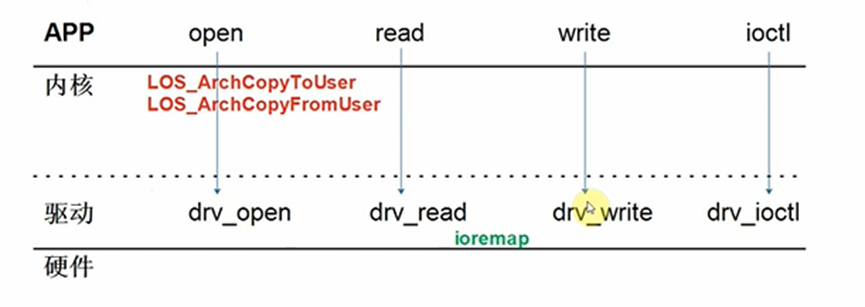 APP open read write ioctl
内核 LOS_ArchCopyToUser
LOS_ArchCopyFromUser
驱动 drv_open drv_read drv_write drv_ioctl
ioremap
硬件